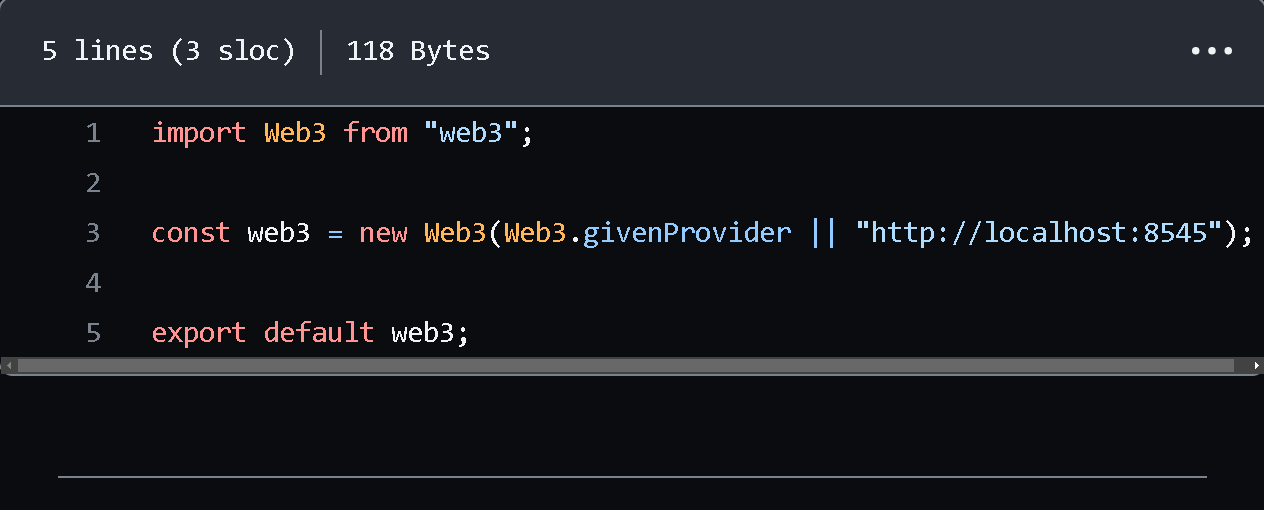 5 lines (3 sloc) 118 Bytes
1 import Web3 from "web3";
2
3 const web3 = new Web3(Web3.givenProvider || "http://localhost:8545");
4
5 export default web3;